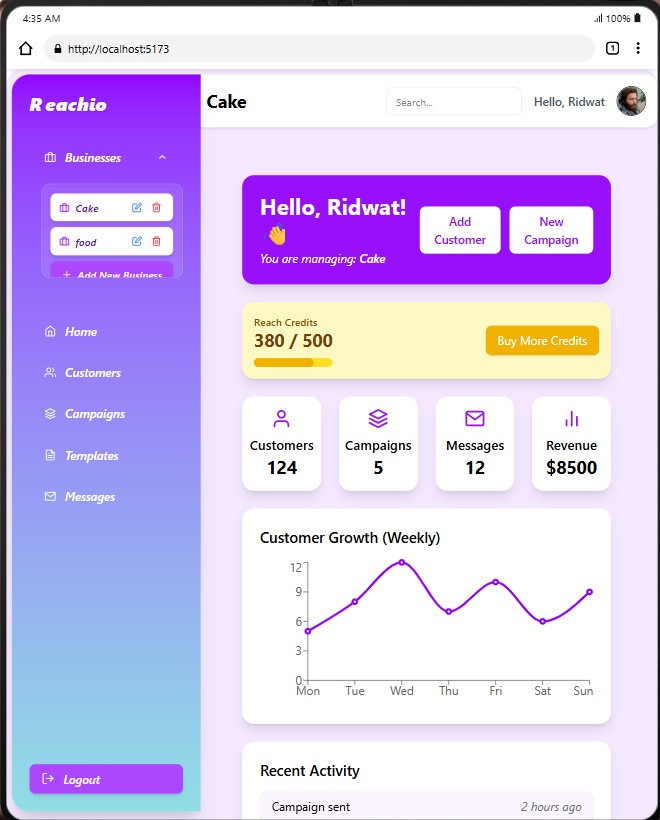 4:35 AM
100%
http://localhost:5173
1
Reachio
Cake
Search...
Hello, Ridwat
Businesses
Cake
food
Add New Business
Home
Customers
Campaigns
Templates
Messages
Logout
Hello, Ridwat!
👋
You are managing: Cake
Add
Customer
New
Campaign
Reach Credits
380 / 500
Buy More Credits
Customers
124
Campaigns
5
Messages
12
Revenue
$8500
Customer Growth (Weekly)
12
9
6
3
0
Mon Tue Wed Thu Fri Sat Sun
Recent Activity
Campaign sent 2 hours ago